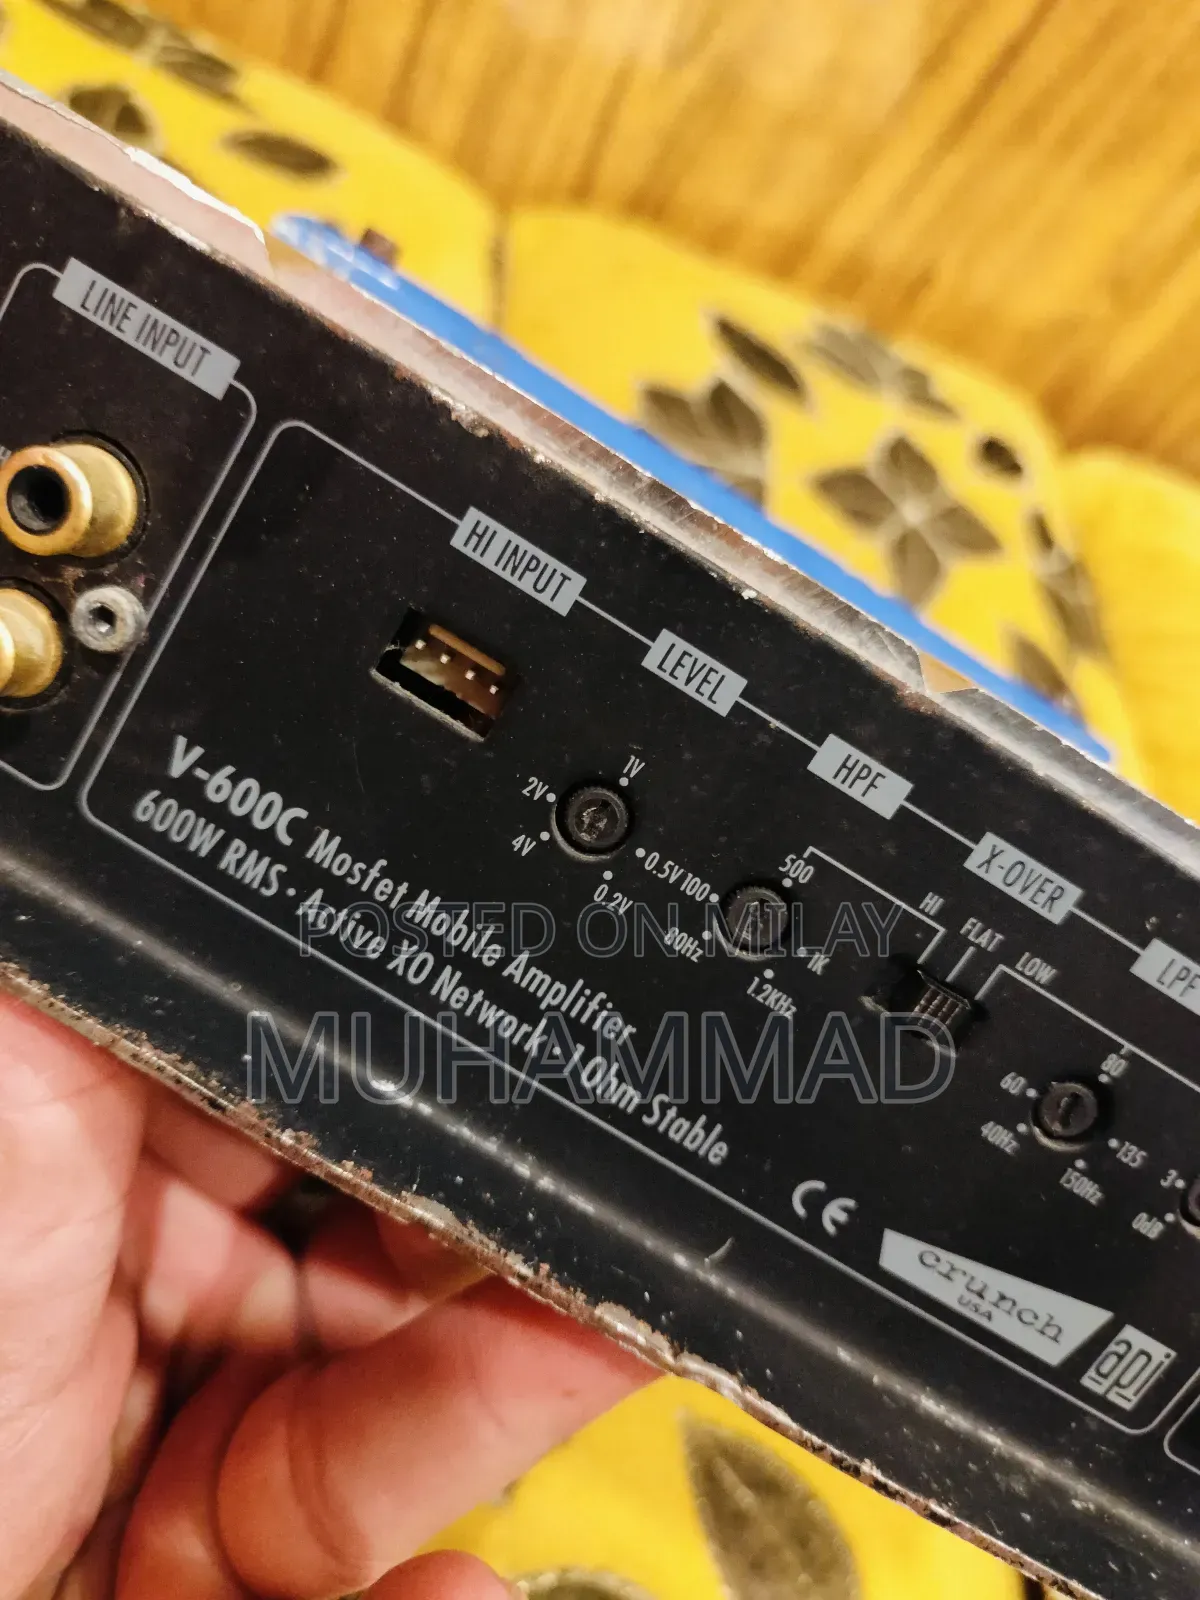 LINE INPUT
HI INPUT
LEVEL
HPF
X-OVER
LPF
1V
2V
4V
0.5V
0.2V
500
100
80Hz
1K
1.2KHz
HI
FLAT
LOW
80
60
40Hz
135
150Hz
3
0dB
V-600C Mosfet Mobile Amplifier
600W RMS · Active XO Network · 1 Ohm Stable
CE
crunch
USA
api
POSTED ON MILAY
MUHAMMAD